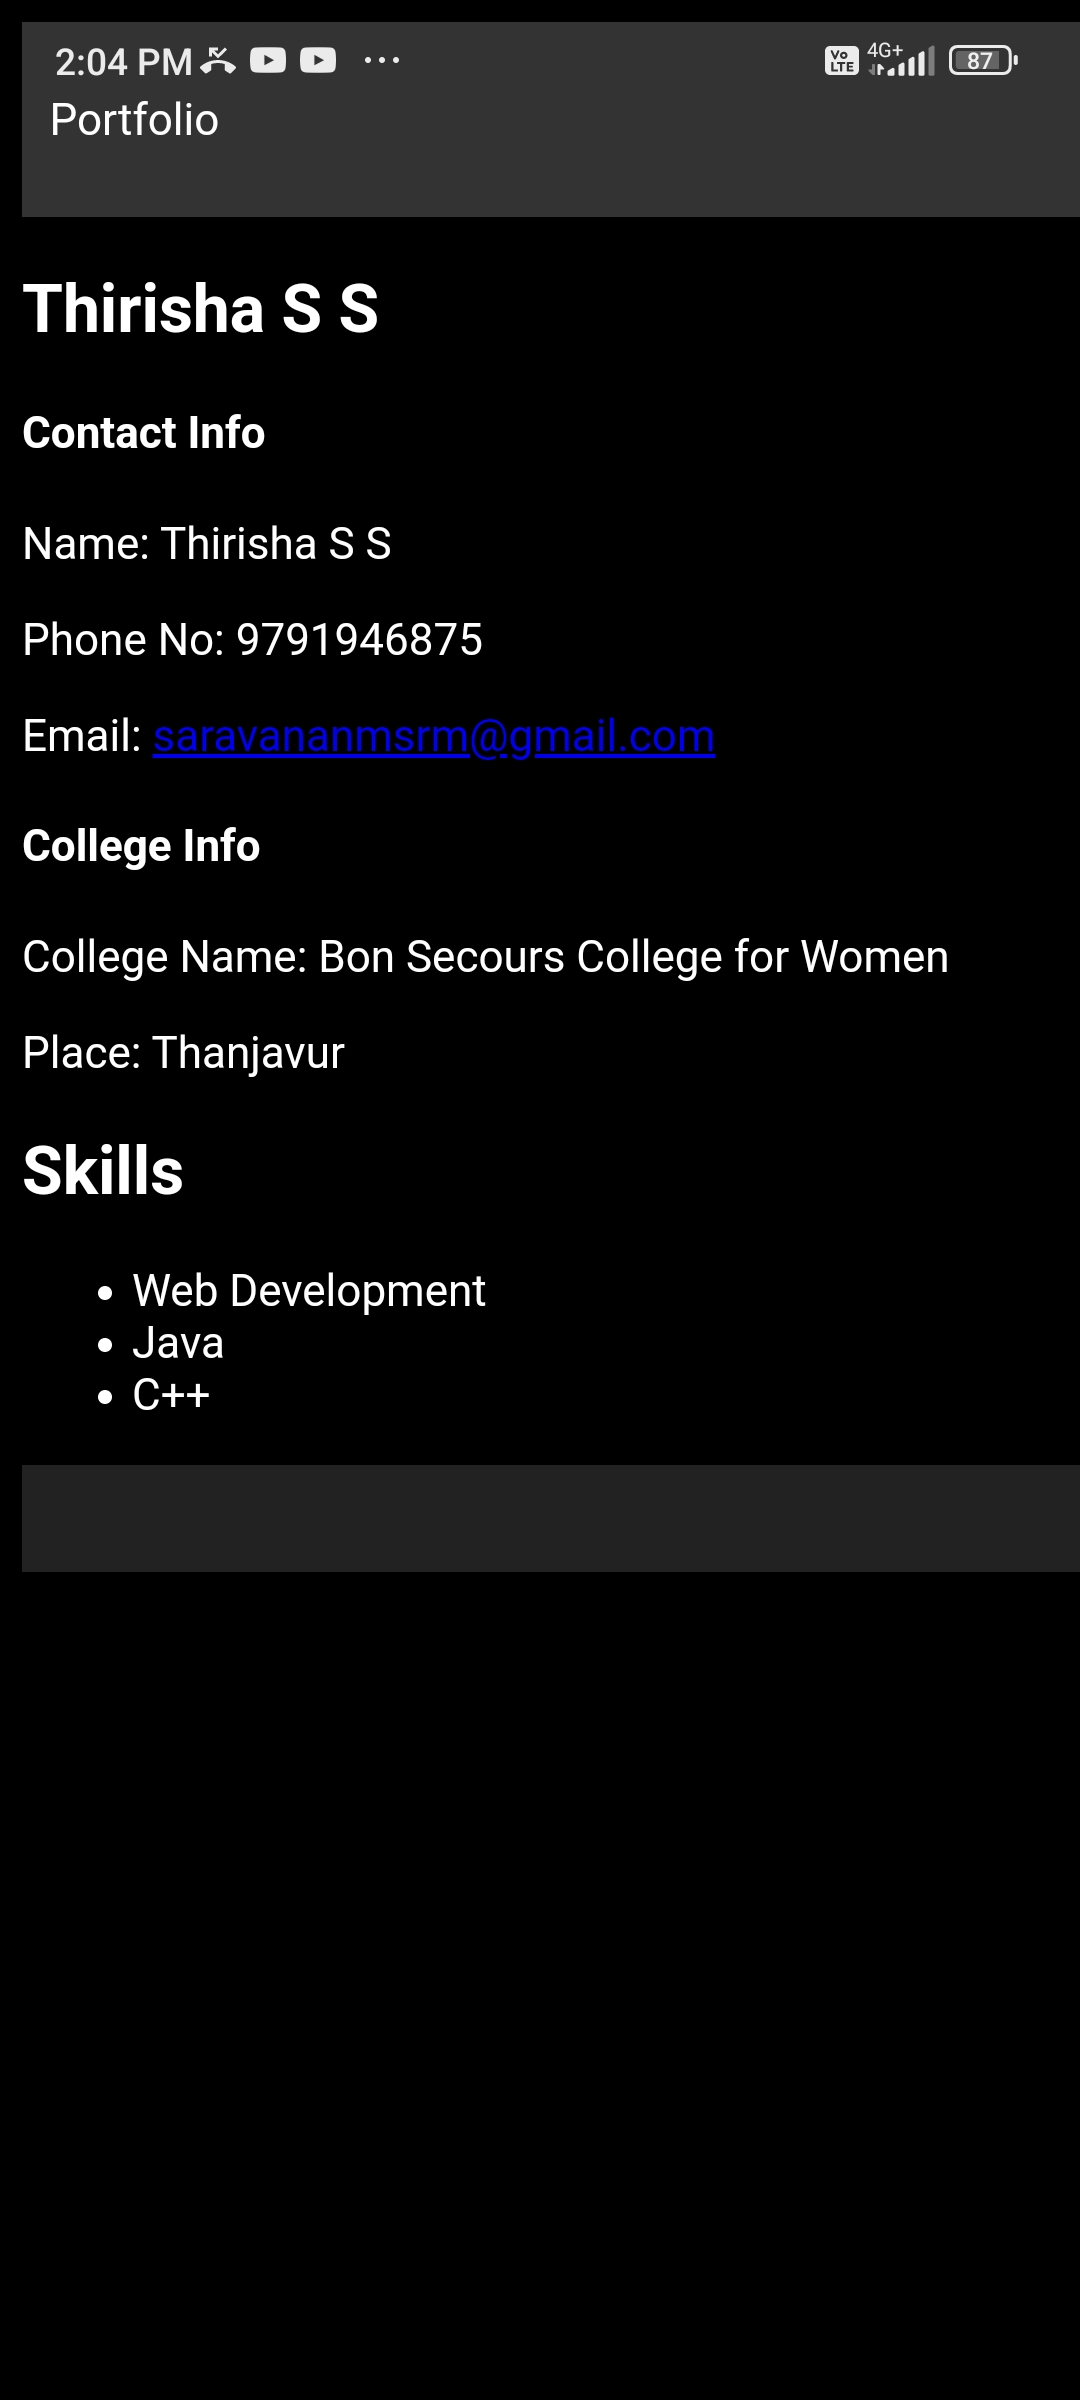 2:04 PM
Vo LTE 4G+ 87
Portfolio
Thirisha S S
Contact Info
Name: Thirisha S S
Phone No: 9791946875
Email: saravananmsrm@gmail.com
College Info
College Name: Bon Secours College for Women
Place: Thanjavur
Skills
• Web Development
• Java
• C++